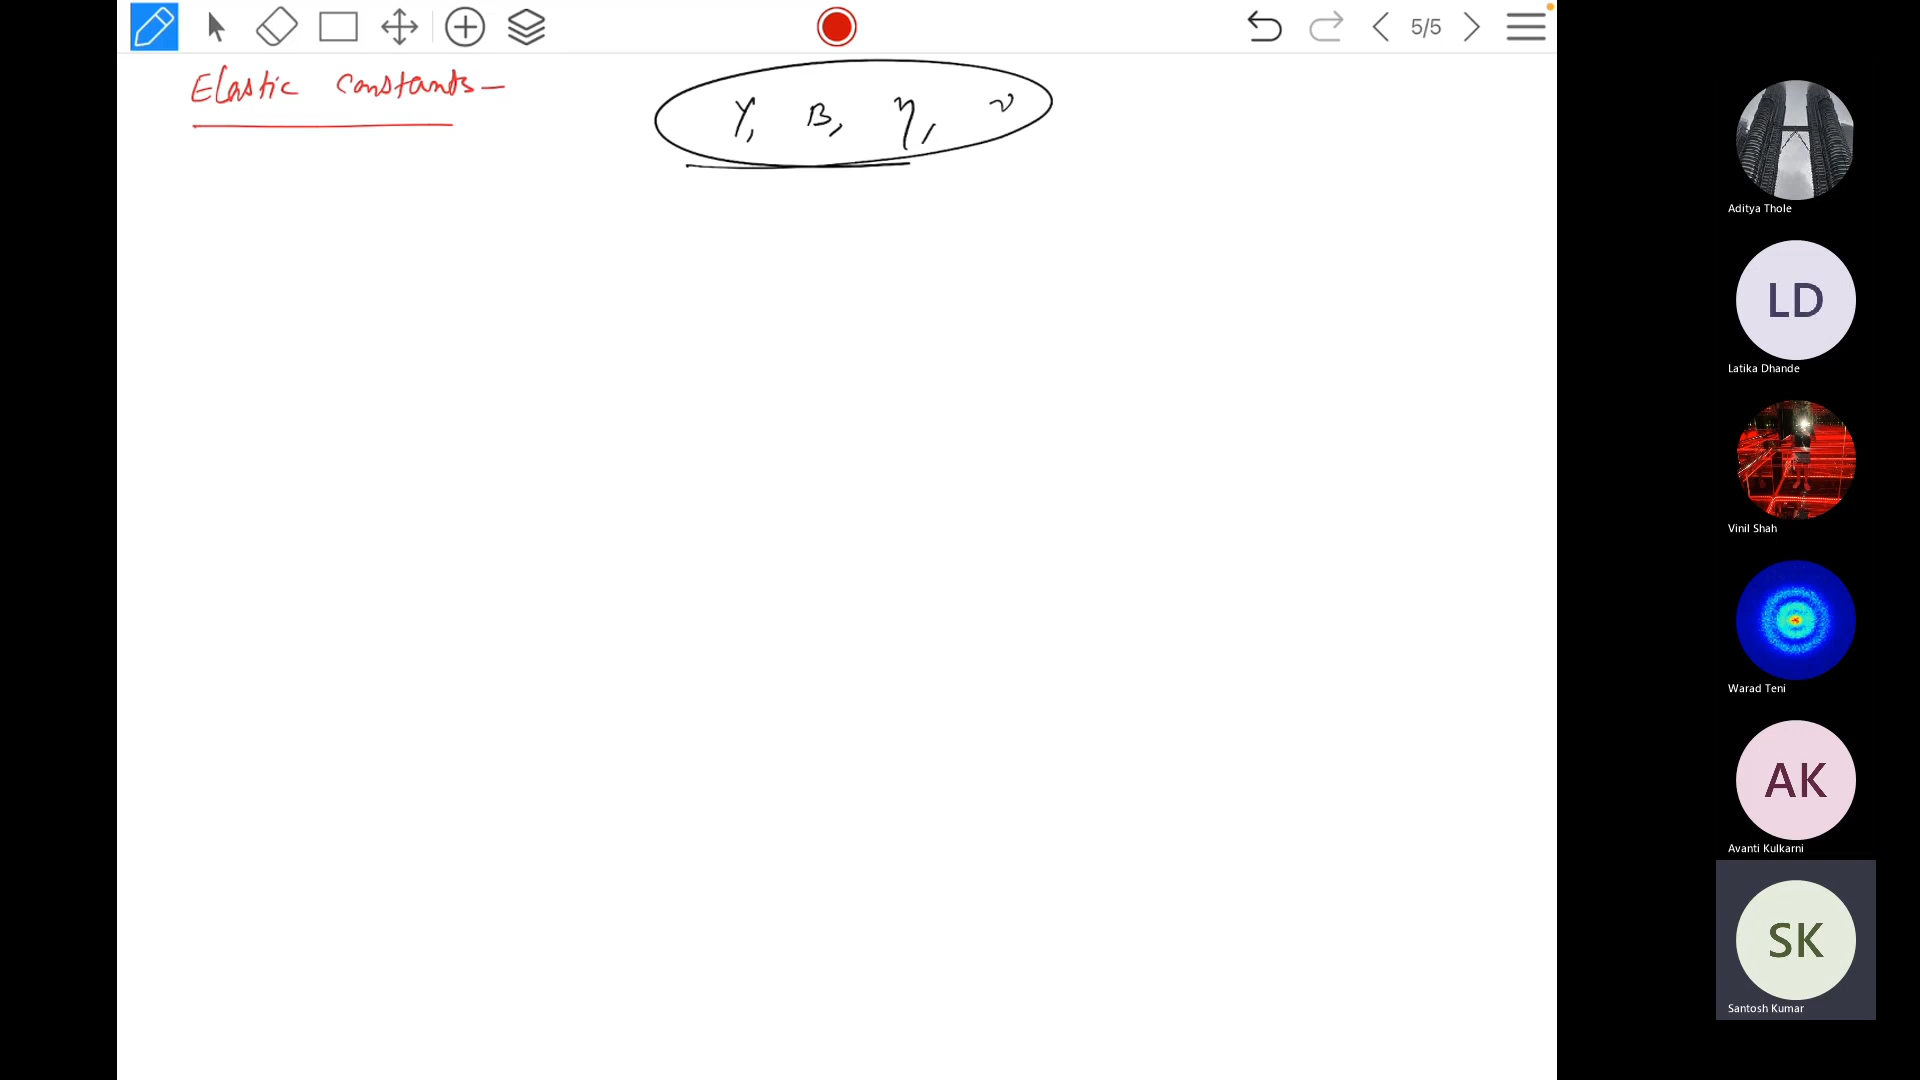 5/5
Elastic Constants –
Y, B, η, ν
Aditya Thole
LD
Latika Dhande
Vinil Shah
Warad Teni
AK
Avanti Kulkarni
SK
Santosh Kumar